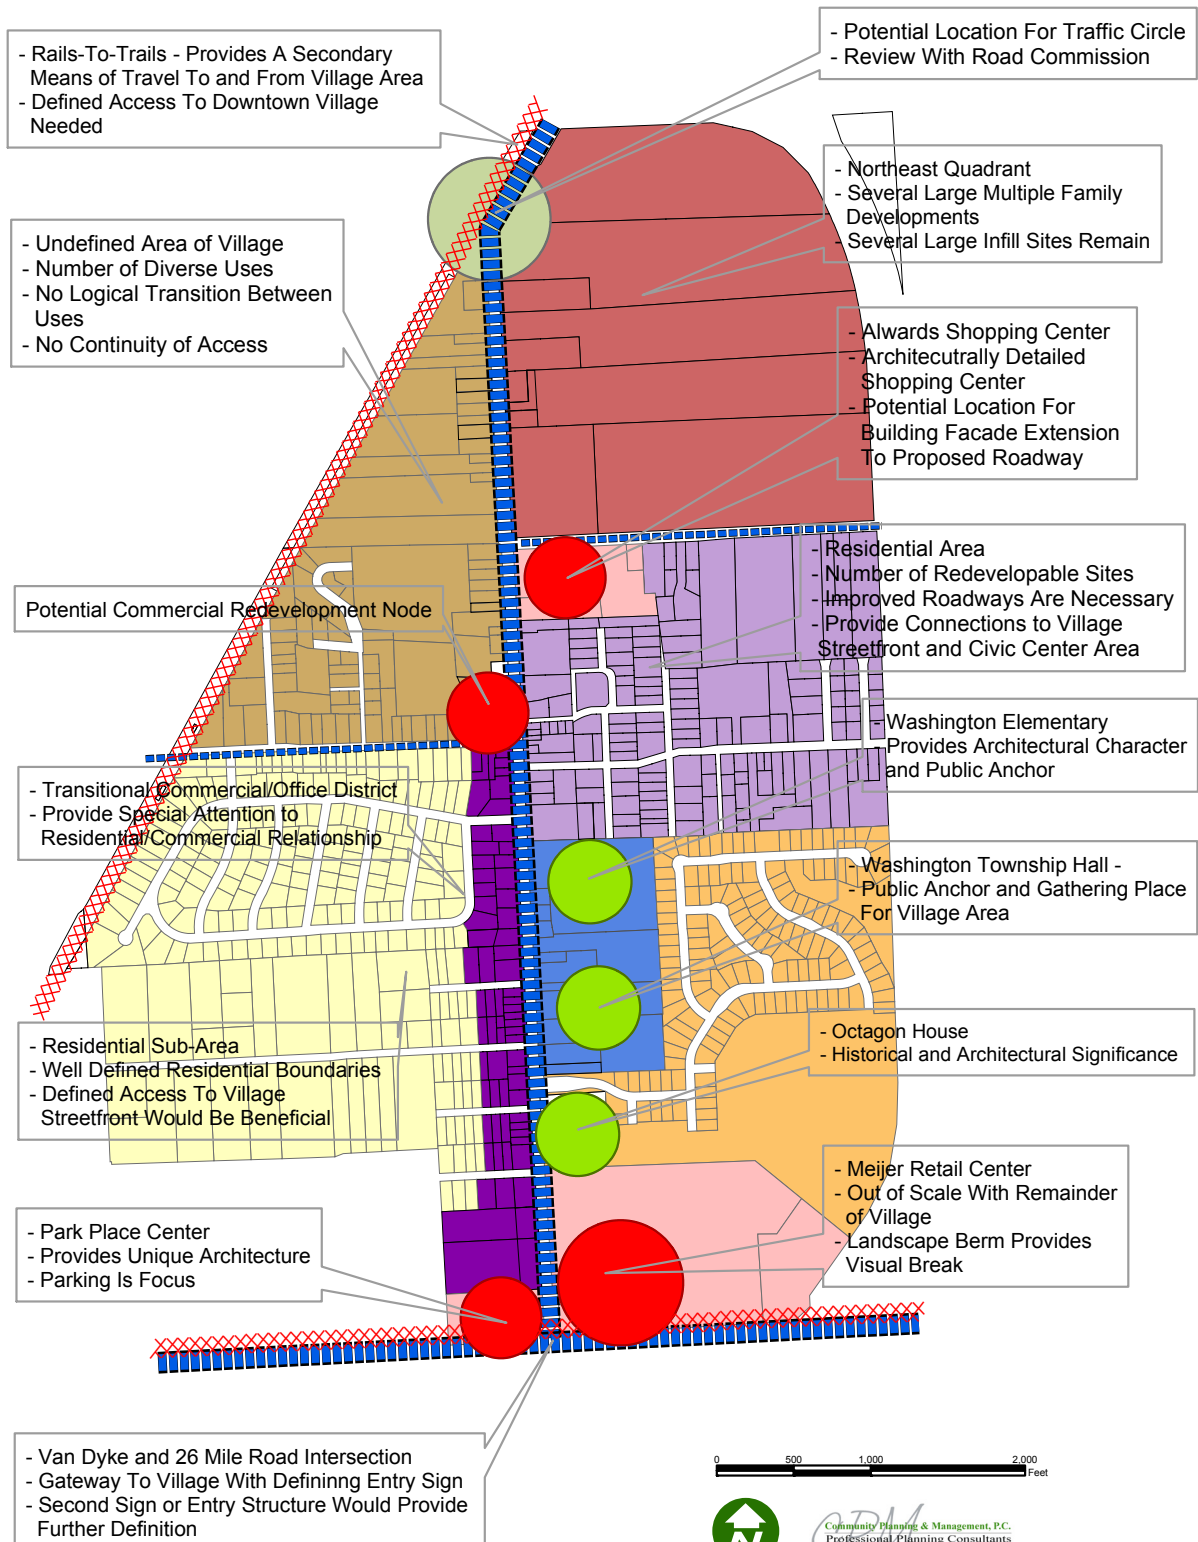 - Rails-To-Trails - Provides A Secondary
Means of Travel To and From Village Area
- Defined Access To Downtown Village
Needed
- Potential Location For Traffic Circle
- Review With Road Commission
- Northeast Quadrant
- Several Large Multiple Family
Developments
- Several Large Infill Sites Remain
- Undefined Area of Village
- Number of Diverse Uses
- No Logical Transition Between
Uses
- No Continuity of Access
- Alwards Shopping Center
- Architecutrally Detailed
Shopping Center
- Potential Location For
Building Facade Extension
To Proposed Roadway
- Residential Area
- Number of Redevelopable Sites
- Improved Roadways Are Necessary
- Provide Connections to Village
Streetfront and Civic Center Area
Potential Commercial Redevelopment Node
- Washington Elementary
- Provides Architectural Character
and Public Anchor
- Transitional Commercial/Office District
- Provide Special Attention to
Residential/Commercial Relationship
- Washington Township Hall -
- Public Anchor and Gathering Place
For Village Area
- Octagon House
- Historical and Architectural Significance
- Residential Sub-Area
- Well Defined Residential Boundaries
- Defined Access To Village
Streetfront Would Be Beneficial
- Meijer Retail Center
- Out of Scale With Remainder
of Village
- Landscape Berm Provides
Visual Break
- Park Place Center
- Provides Unique Architecture
- Parking Is Focus
- Van Dyke and 26 Mile Road Intersection
- Gateway To Village With Defininng Entry Sign
- Second Sign or Entry Structure Would Provide
Further Definition
0 500 1,000 2,000
Feet
N
CPM
Community Planning & Management, P.C.
Professional Planning Consultants